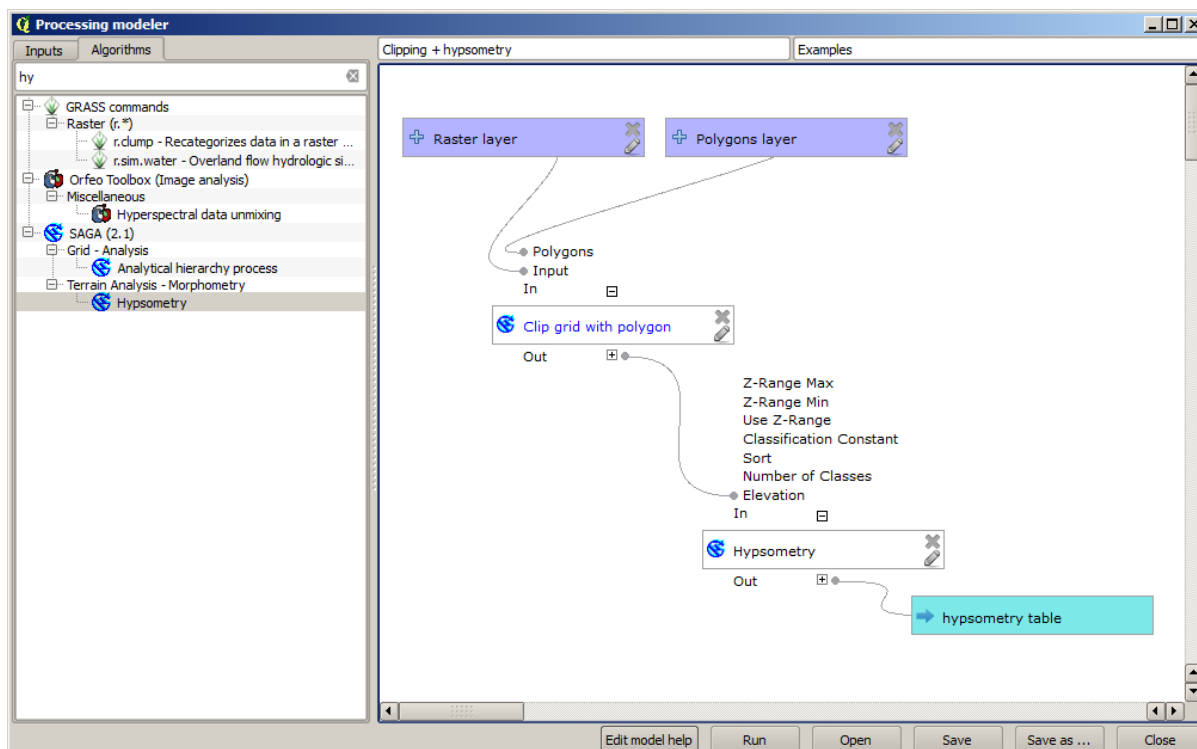 Processing modeler
Inputs
Algorithms
Clipping + hypsometry
Examples
hy
GRASS commands
Raster (r.*)
r.clump - Recategorizes data in a raster ...
r.sim.water - Overland flow hydrologic si...
Orfeo Toolbox (Image analysis)
Miscellaneous
Hyperspectral data unmixing
SAGA (2.1)
Grid - Analysis
Analytical hierarchy process
Terrain Analysis - Morphometry
Hypsometry
Raster layer
Polygons layer
Polygons
Input
In
Clip grid with polygon
Out
Z-Range Max
Z-Range Min
Use Z-Range
Classification Constant
Sort
Number of Classes
Elevation
In
Hypsometry
Out
hypsometry table
Edit model help
Run
Open
Save
Save as ...
Close